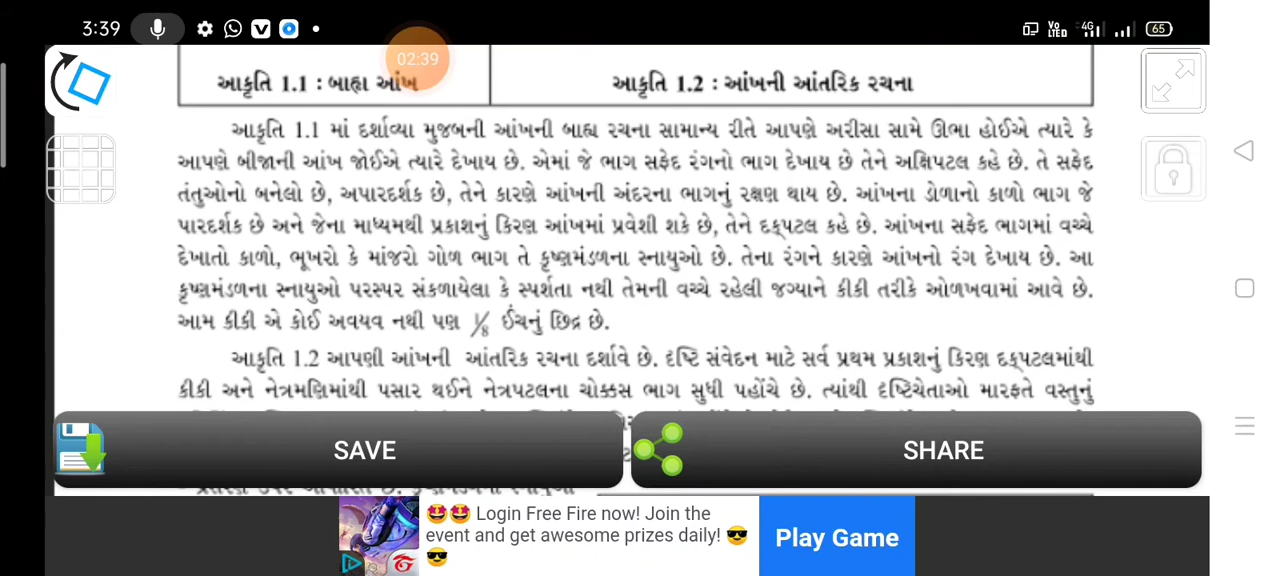 3:39
02:39
4G
65
આકૃતિ 1.1 : બાહ્ય આંખ
આકૃતિ 1.2 : આંખની આંતરિક રચના
આકૃતિ 1.1 માં દર્શાવ્યા મુજબની આંખની બાહ્ય રચના સામાન્ય રીતે આપણે અરીસા સામે ઊભા હોઈએ ત્યારે કે
આપણે બીજાની આંખ જોઈએ ત્યારે દેખાય છે. એમાં જે ભાગ સફેદ રંગનો ભાગ દેખાય છે તેને અક્ષિપટલ કહે છે. તે સફેદ
તંતુઓનો બનેલો છે, અપારદર્શક છે, તેને કારણે આંખની અંદરના ભાગનું રક્ષણ થાય છે. આંખના ડોળાનો કાળો ભાગ જે
પારદર્શક છે અને જેના માધ્યમથી પ્રકાશનું કિરણ આંખમાં પ્રવેશી શકે છે, તેને દક્પટલ કહે છે. આંખના સફેદ ભાગમાં વચ્ચે
દેખાતો કાળો, ભૂખરો કે માંજરો ગોળ ભાગ તે કૃષ્ણમંડળના સ્નાયુઓ છે. તેના રંગને કારણે આંખનો રંગ દેખાય છે. આ
કૃષ્ણમંડળના સ્નાયુઓ પરસ્પર સંકળાયેલા કે સ્પર્શતા નથી તેમની વચ્ચે રહેલી જગ્યાને કીકી તરીકે ઓળખવામાં આવે છે.
આમ કીકી એ કોઈ અવયવ નથી પણ 1/8 ઈંચનું છિદ્ર છે.
આકૃતિ 1.2 આપણી આંખની આંતરિક રચના દર્શાવે છે. દૃષ્ટિ સંવેદન માટે સર્વ પ્રથમ પ્રકાશનું કિરણ દક્પટલમાંથી
કીકી અને નેત્રમણિમાંથી પસાર થઈને નેત્રપટલના ચોક્કસ ભાગ સુધી પહોંચે છે. ત્યાંથી દૃષ્ટિચેતાઓ મારફતે વસ્તુનું
SAVE
SHARE
🤩🤩 Login Free Fire now! Join the
event and get awesome prizes daily! 😎
😎
Play Game